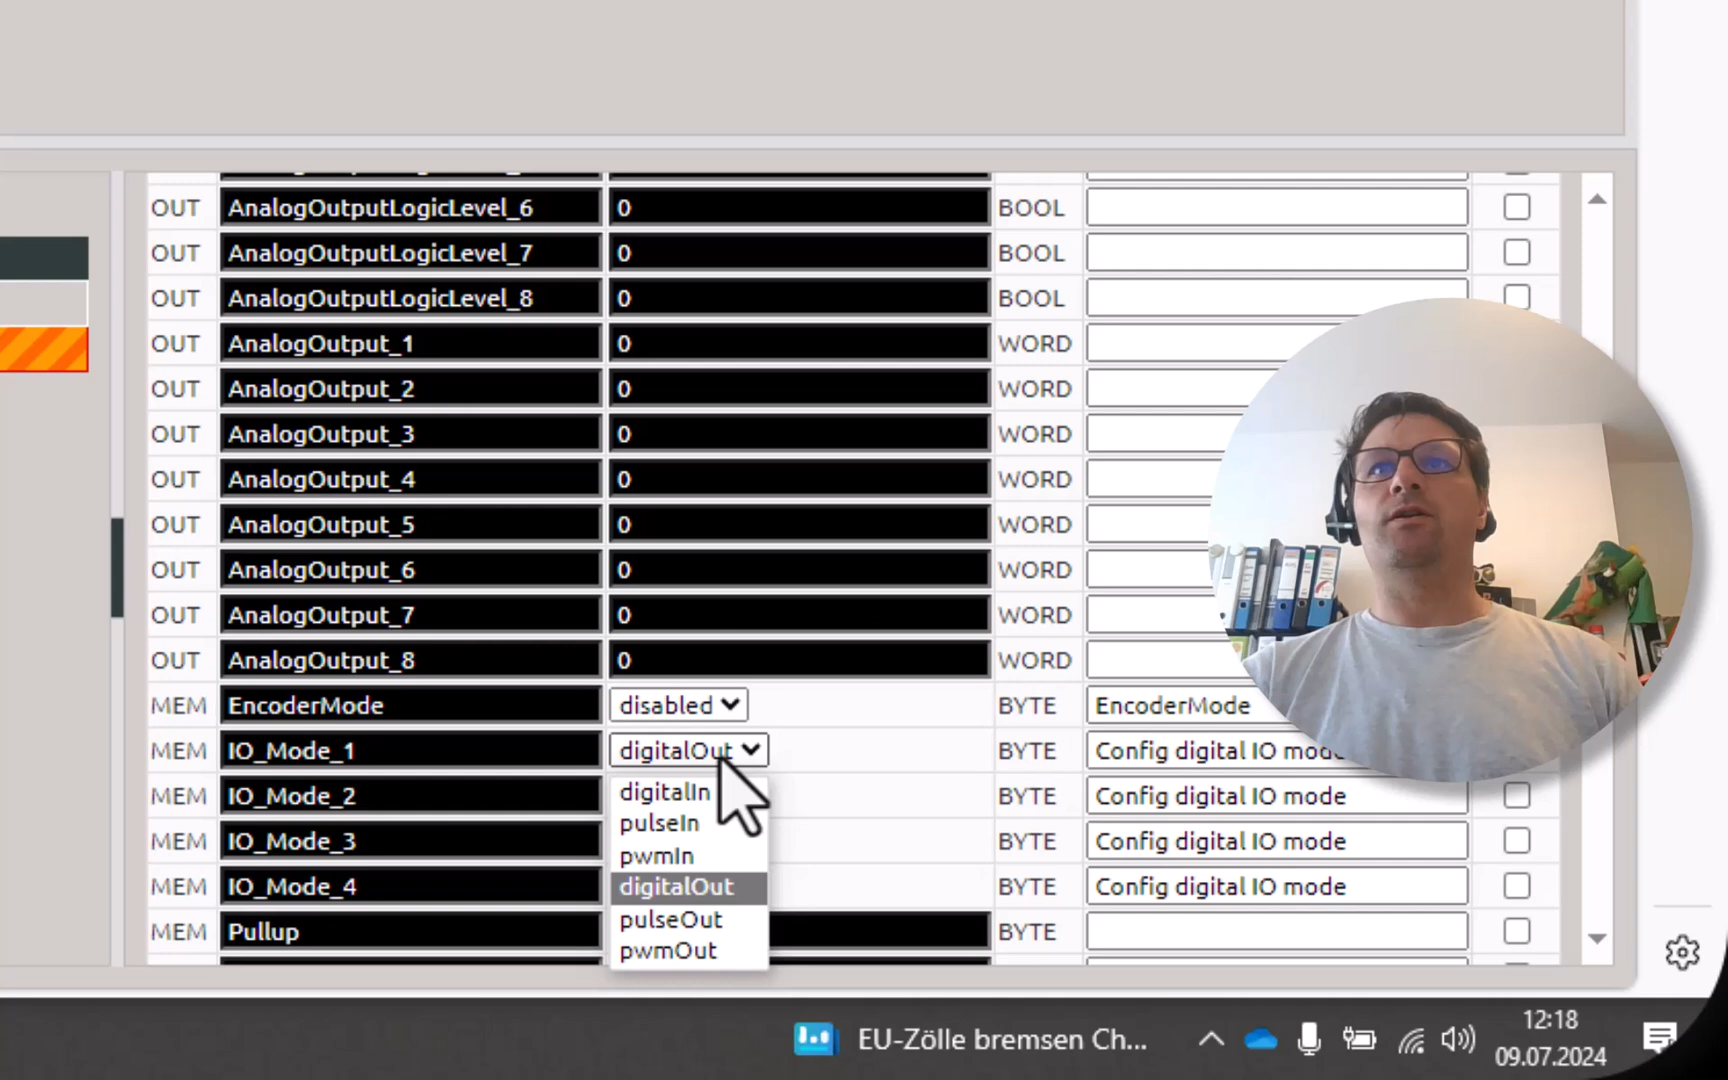 OUT AnalogOutputLogicLevel_6 0 BOOL
OUT AnalogOutputLogicLevel_7 0 BOOL
OUT AnalogOutputLogicLevel_8 0 BOOL
OUT AnalogOutput_1 0 WORD
OUT AnalogOutput_2 0 WORD
OUT AnalogOutput_3 0 WORD
OUT AnalogOutput_4 0 WORD
OUT AnalogOutput_5 0 WORD
OUT AnalogOutput_6 0 WORD
OUT AnalogOutput_7 0 WORD
OUT AnalogOutput_8 0 WORD
MEM EncoderMode disabled BYTE EncoderMode
MEM IO_Mode_1 digitalOut BYTE Config digital IO mode
MEM IO_Mode_2 digitalIn BYTE Config digital IO mode
pulseIn
MEM IO_Mode_3 pwmIn BYTE Config digital IO mode
MEM IO_Mode_4 digitalOut BYTE Config digital IO mode
pulseOut
MEM Pullup pwmOut BYTE
EU-Zölle bremsen Ch...
12:18
09.07.2024